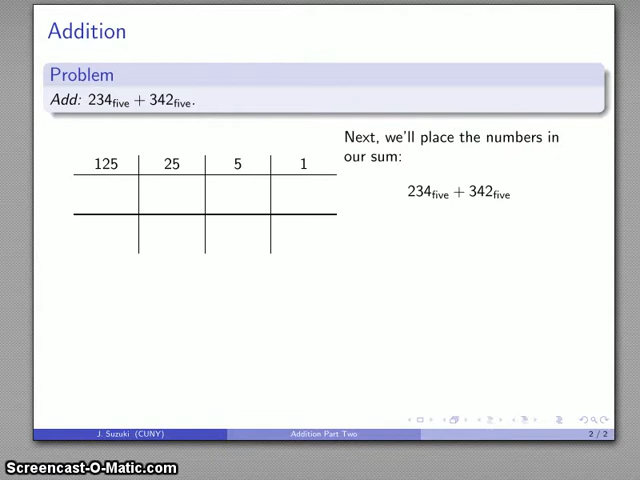 Addition
Problem
Add: 234five + 342five.
Next, we'll place the numbers in
our sum:
125 25 5 1
234five + 342five
J. Suzuki (CUNY) Addition Part Two 2 / 2
Screencast-O-Matic.com